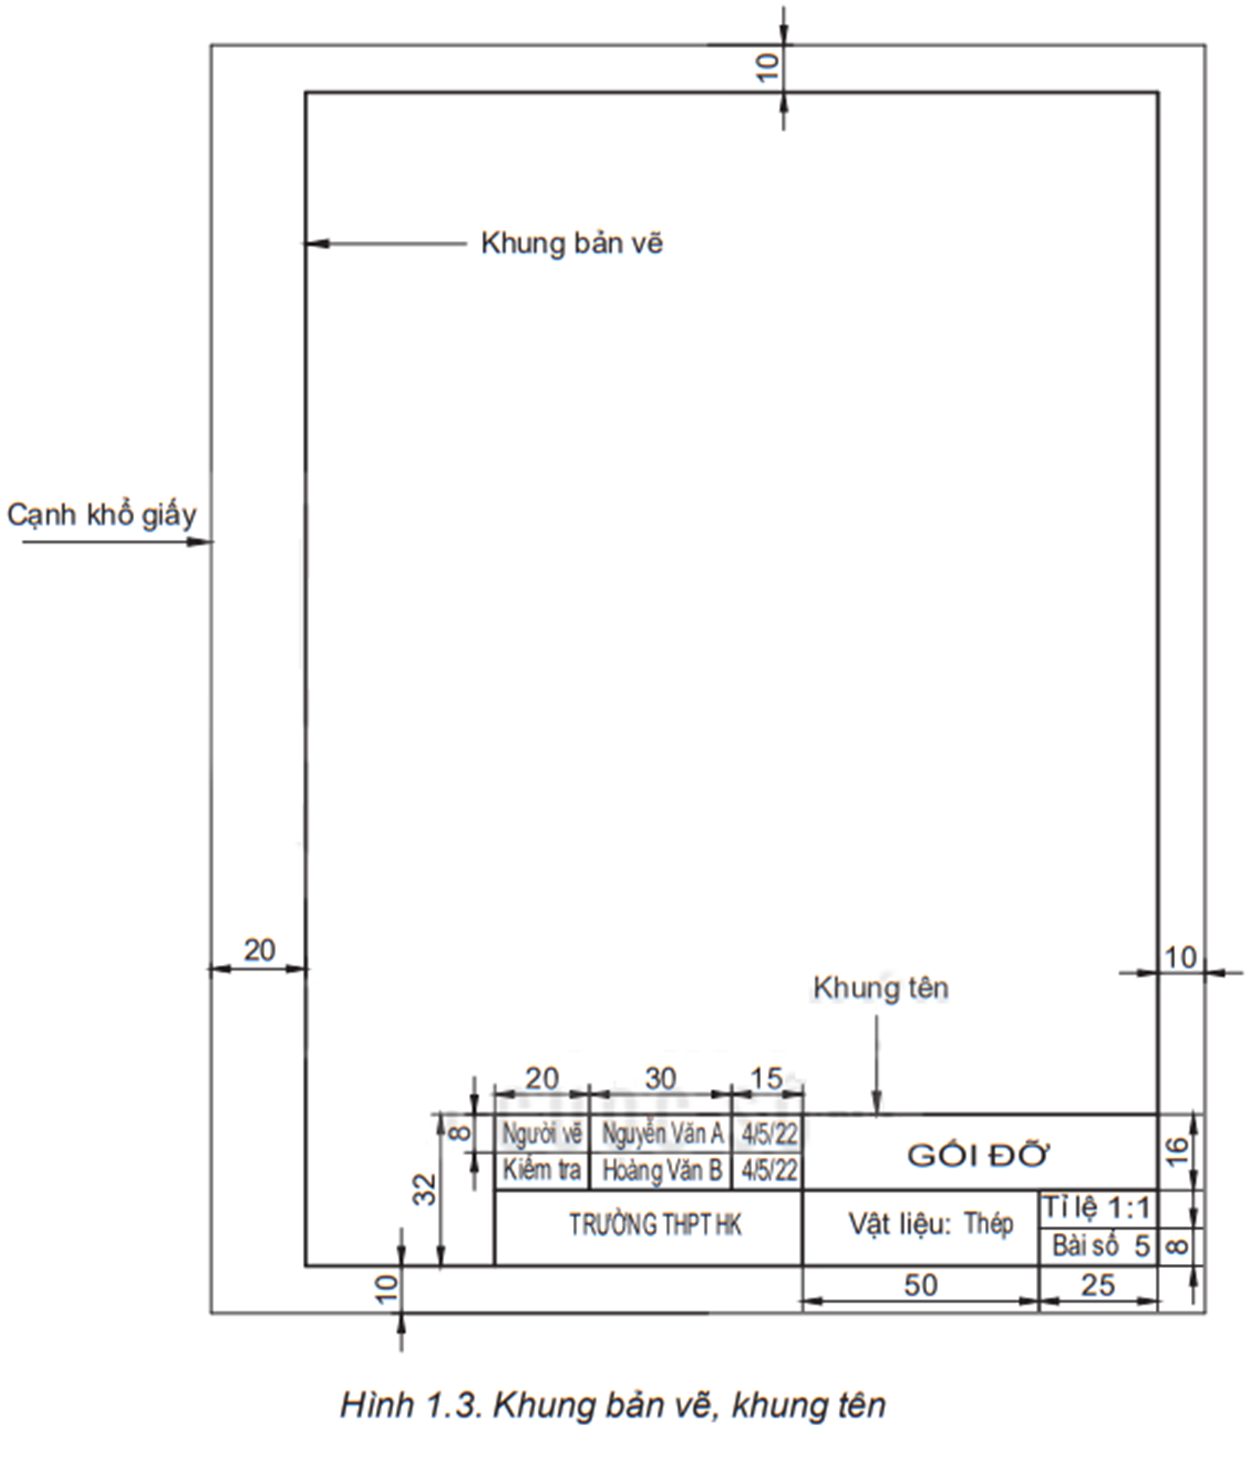 10
Khung bản vẽ
Cạnh khổ giấy
20
10
Khung tên
20 30 15
8
Người vẽ Nguyễn Văn A 4/5/22
GÓI ĐỠ
16
Kiểm tra Hoàng Văn B 4/5/22
32
TRƯỜNG THPT HK
Vật liệu: Thép
Tỉ lệ 1:1
Bài số 5
8
10
50
25
Hình 1.3. Khung bản vẽ, khung tên